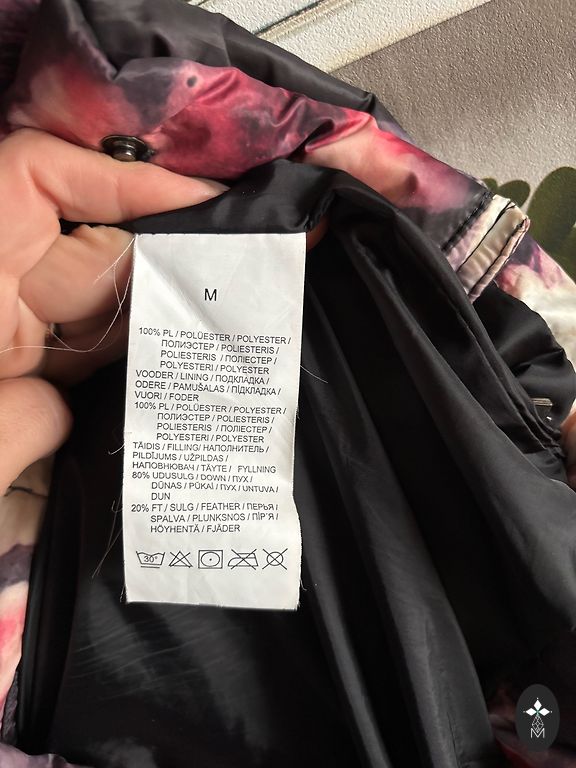 M
100% PL / POLÜESTER / POLYESTER /
ПОЛИЭСТЕР / POLIESTERIS /
POLIESTERIS / ПОЛІЕСТЕР /
POLYESTERI / POLYESTER
VOODER / LINING / ПОДКЛАДКА /
ODERE / PAMUŠALAS / ПІДКЛАДКА /
VUORI / FODER
100% PL / POLÜESTER / POLYESTER /
ПОЛИЭСТЕР / POLIESTERIS /
POLIESTERIS / ПОЛІЕСТЕР /
POLYESTERI / POLYESTER
TÄIDIS / FILLING/ НАПОЛНИТЕЛЬ /
PILDĪJUMS / UŽPILDAS /
НАПОВНЮВАЧ / TÄYTE / FYLLNING
80% UDUSULG / DOWN / ПУХ /
DŪNAS / PŪKAI / ПУХ / UNTUVA /
DUN
20% FT / SULG / FEATHER / ПЕРЬЯ /
SPALVA / PLUNKSNOS / ПІР'Я /
HÖYHENTÄ / FJÄDER
30°